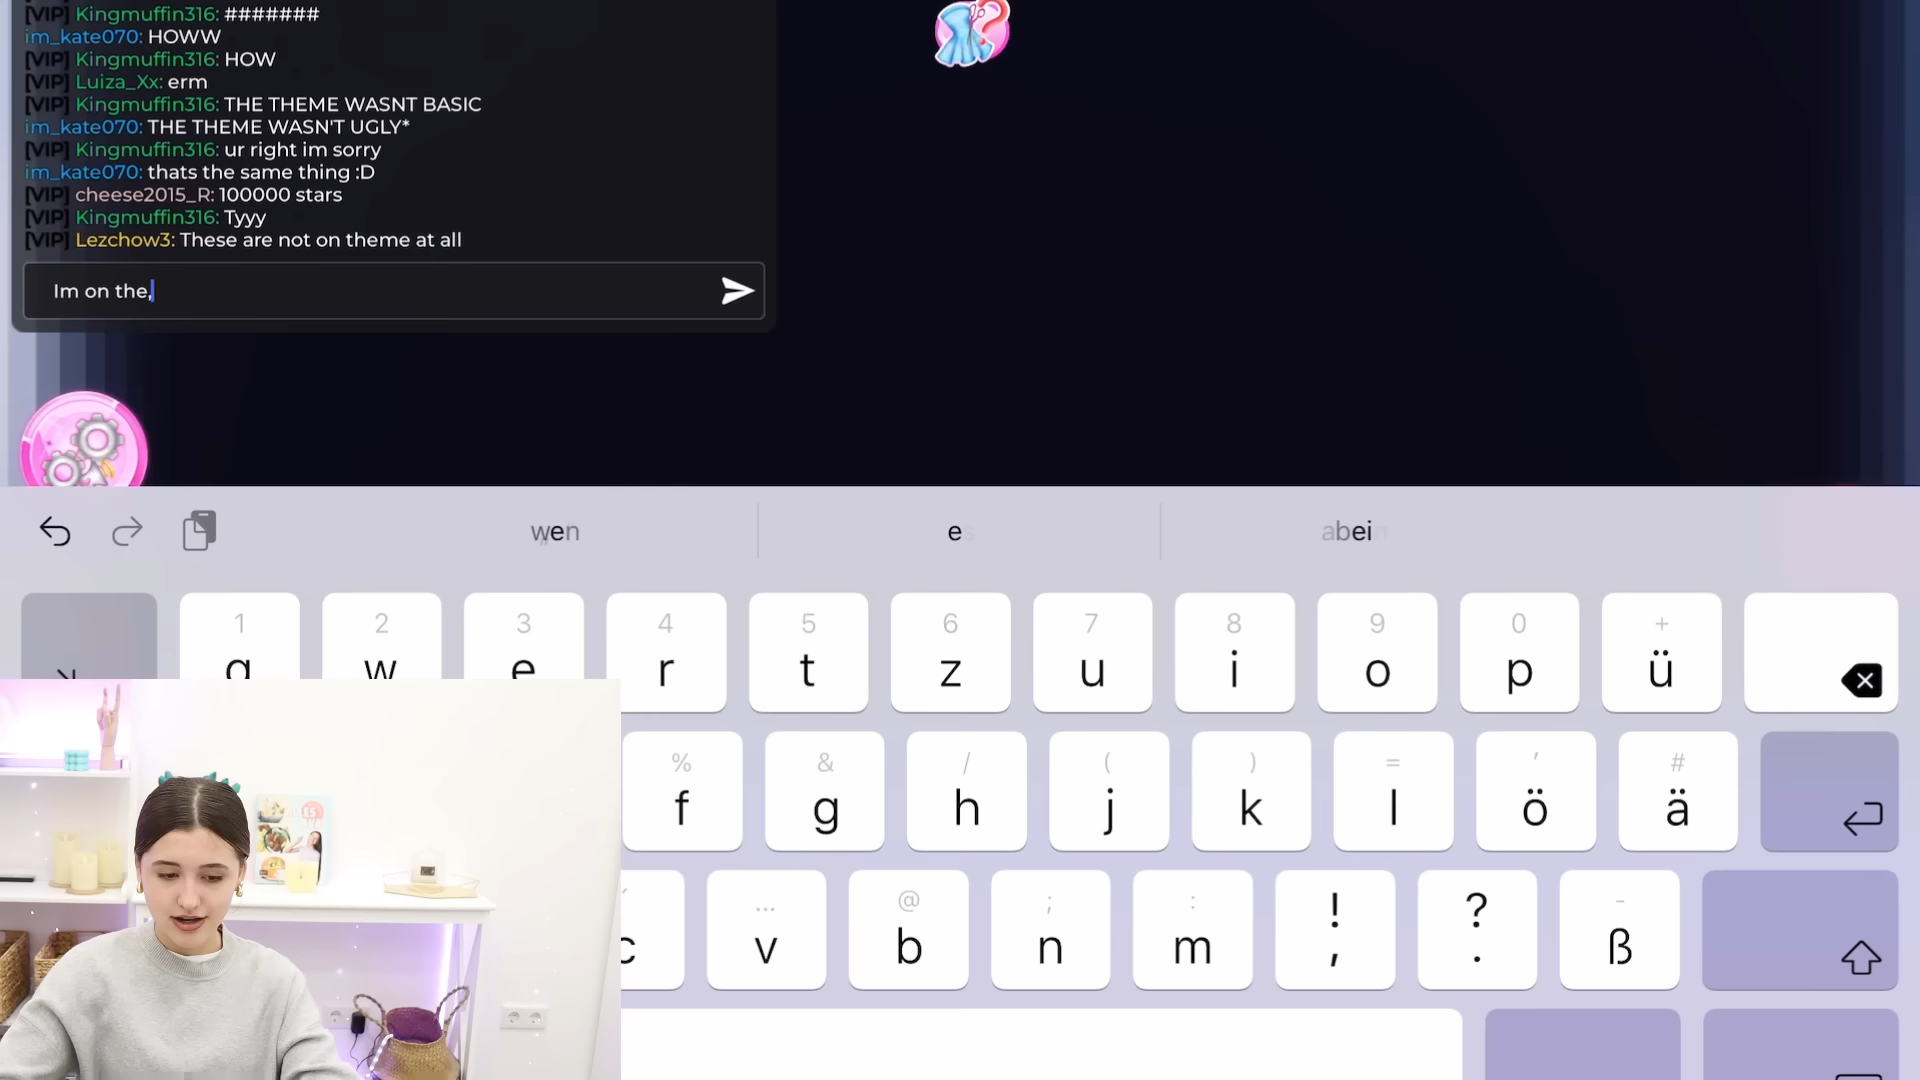 [VIP] Kingmuffin316: #######
im_kate070: HOWW
[VIP] Kingmuffin316: HOW
[VIP] Luiza_Xx: erm
[VIP] Kingmuffin316: THE THEME WASNT BASIC
im_kate070: THE THEME WASN'T UGLY*
[VIP] Kingmuffin316: ur right im sorry
im_kate070: thats the same thing :D
[VIP] cheese2015_R: 100000 stars
[VIP] Kingmuffin316: Tyyy
[VIP] Lezchow3: These are not on theme at all
Im on the,
1 2 3 4 5 6 7 8 9 0 +
q w e r t z u i o p ü
% & / ( ) = ' #
f g h j k l ö ä
... @ ; : ! ? -
c v b n m , . ß